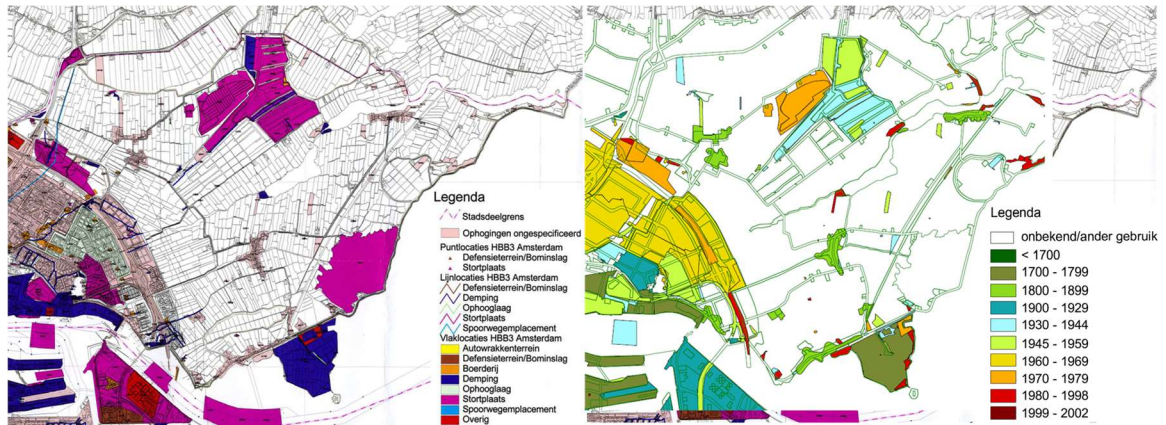 Legenda
Stadsdeelgrens
Ophogingen ongespecificeerd
Puntlocaties HBB3 Amsterdam
Defensieterrein/Bominslag
Stortplaats
Lijnlocaties HBB3 Amsterdam
Defensieterrein/Bominslag
Demping
Ophooglaag
Stortplaats
Spoorwegemplacement
Vlaklocaties HBB3 Amsterdam
Autowrakkenterrein
Defensieterrein/Bominslag
Boerderij
Demping
Ophooglaag
Stortplaats
Spoorwegemplacement
Overig
Legenda
onbekend/ander gebruik
< 1700
1700 - 1799
1800 - 1899
1900 - 1929
1930 - 1944
1945 - 1959
1960 - 1969
1970 - 1979
1980 - 1998
1999 - 2002